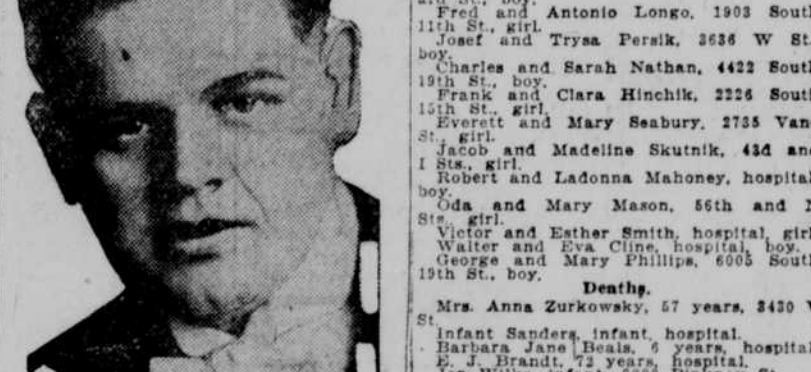 St., boy.
Fred and Antonio Longo, 1903 South
11th St., girl.
Josef and Trysa Persik, 3636 W St.
boy.
Charles and Sarah Nathan, 4422 South
19th St., boy.
Frank and Clara Hinchik, 2226 South
15th St., girl.
Everett and Mary Seabury, 2735 Van
St., girl.
Jacob and Madeline Skutnik, 43d and
I Sts., girl.
Robert and Ladonna Mahoney, hospital
boy.
Oda and Mary Mason, 56th and
Sts., girl.
Victor and Esther Smith, hospital, girl
Walter and Eva Cline, hospital, boy.
George and Mary Phillips, 6005 South
19th St., boy.
Deaths.
Mrs. Anna Zurkowsky, 57 years, 3430
St.
Infant Sanders, infant, hospital.
Barbara Jane Beals, 6 years, hospital
E. J. Brandt, 72 years, hospital.